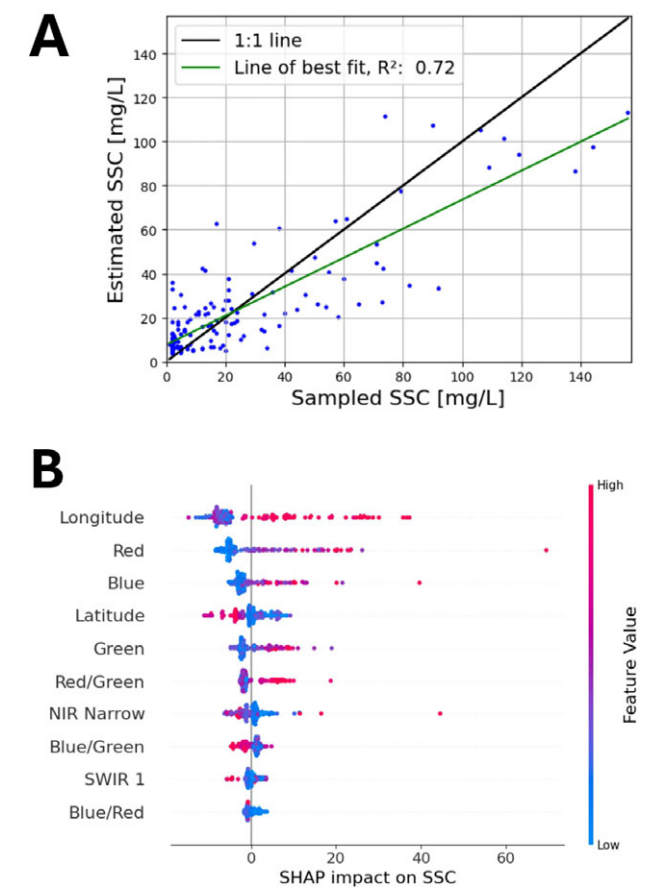 A
1:1 line
Line of best fit, R²: 0.72
Estimated SSC [mg/L]
140
120
100
80
60
40
20
0
0 20 40 60 80 100 120 140
Sampled SSC [mg/L]
B
Longitude
Red
Blue
Latitude
Green
Red/Green
NIR Narrow
Blue/Green
SWIR 1
Blue/Red
0 20 40 60
SHAP impact on SSC
High
Feature Value
Low